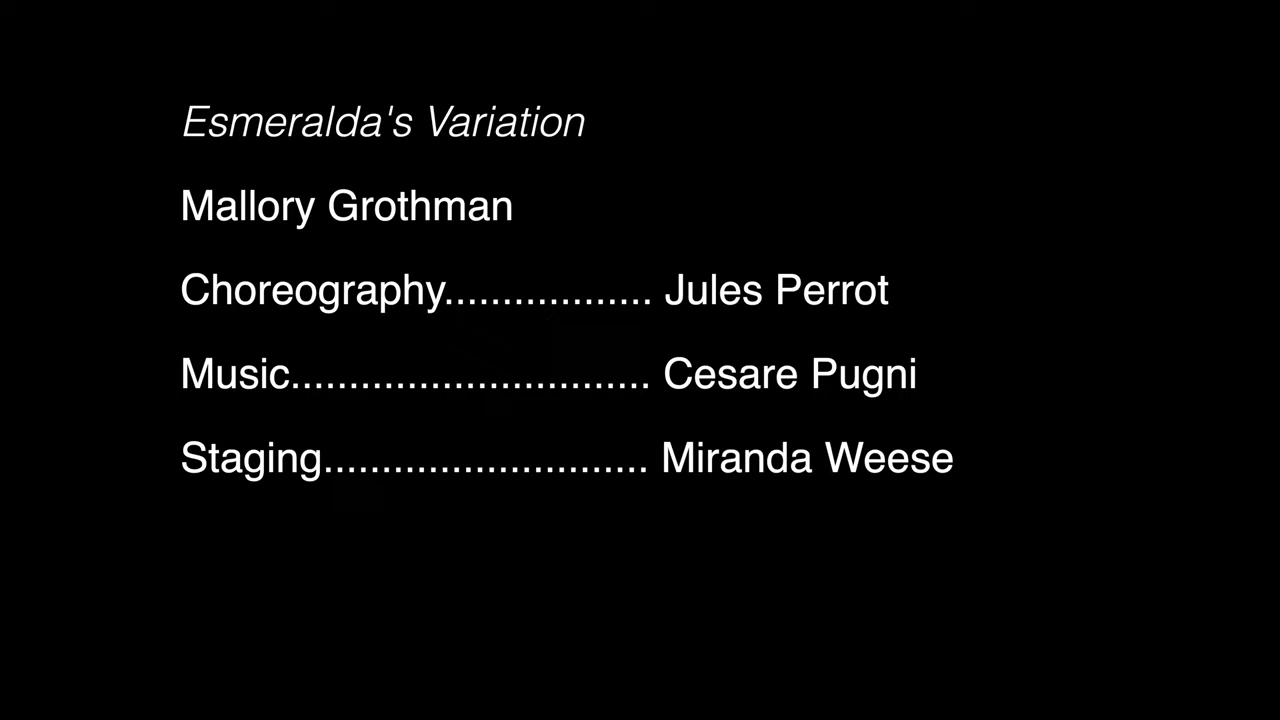 Esmeralda's Variation
Mallory Grothman
Choreography.................. Jules Perrot
Music............................... Cesare Pugni
Staging............................ Miranda Weese